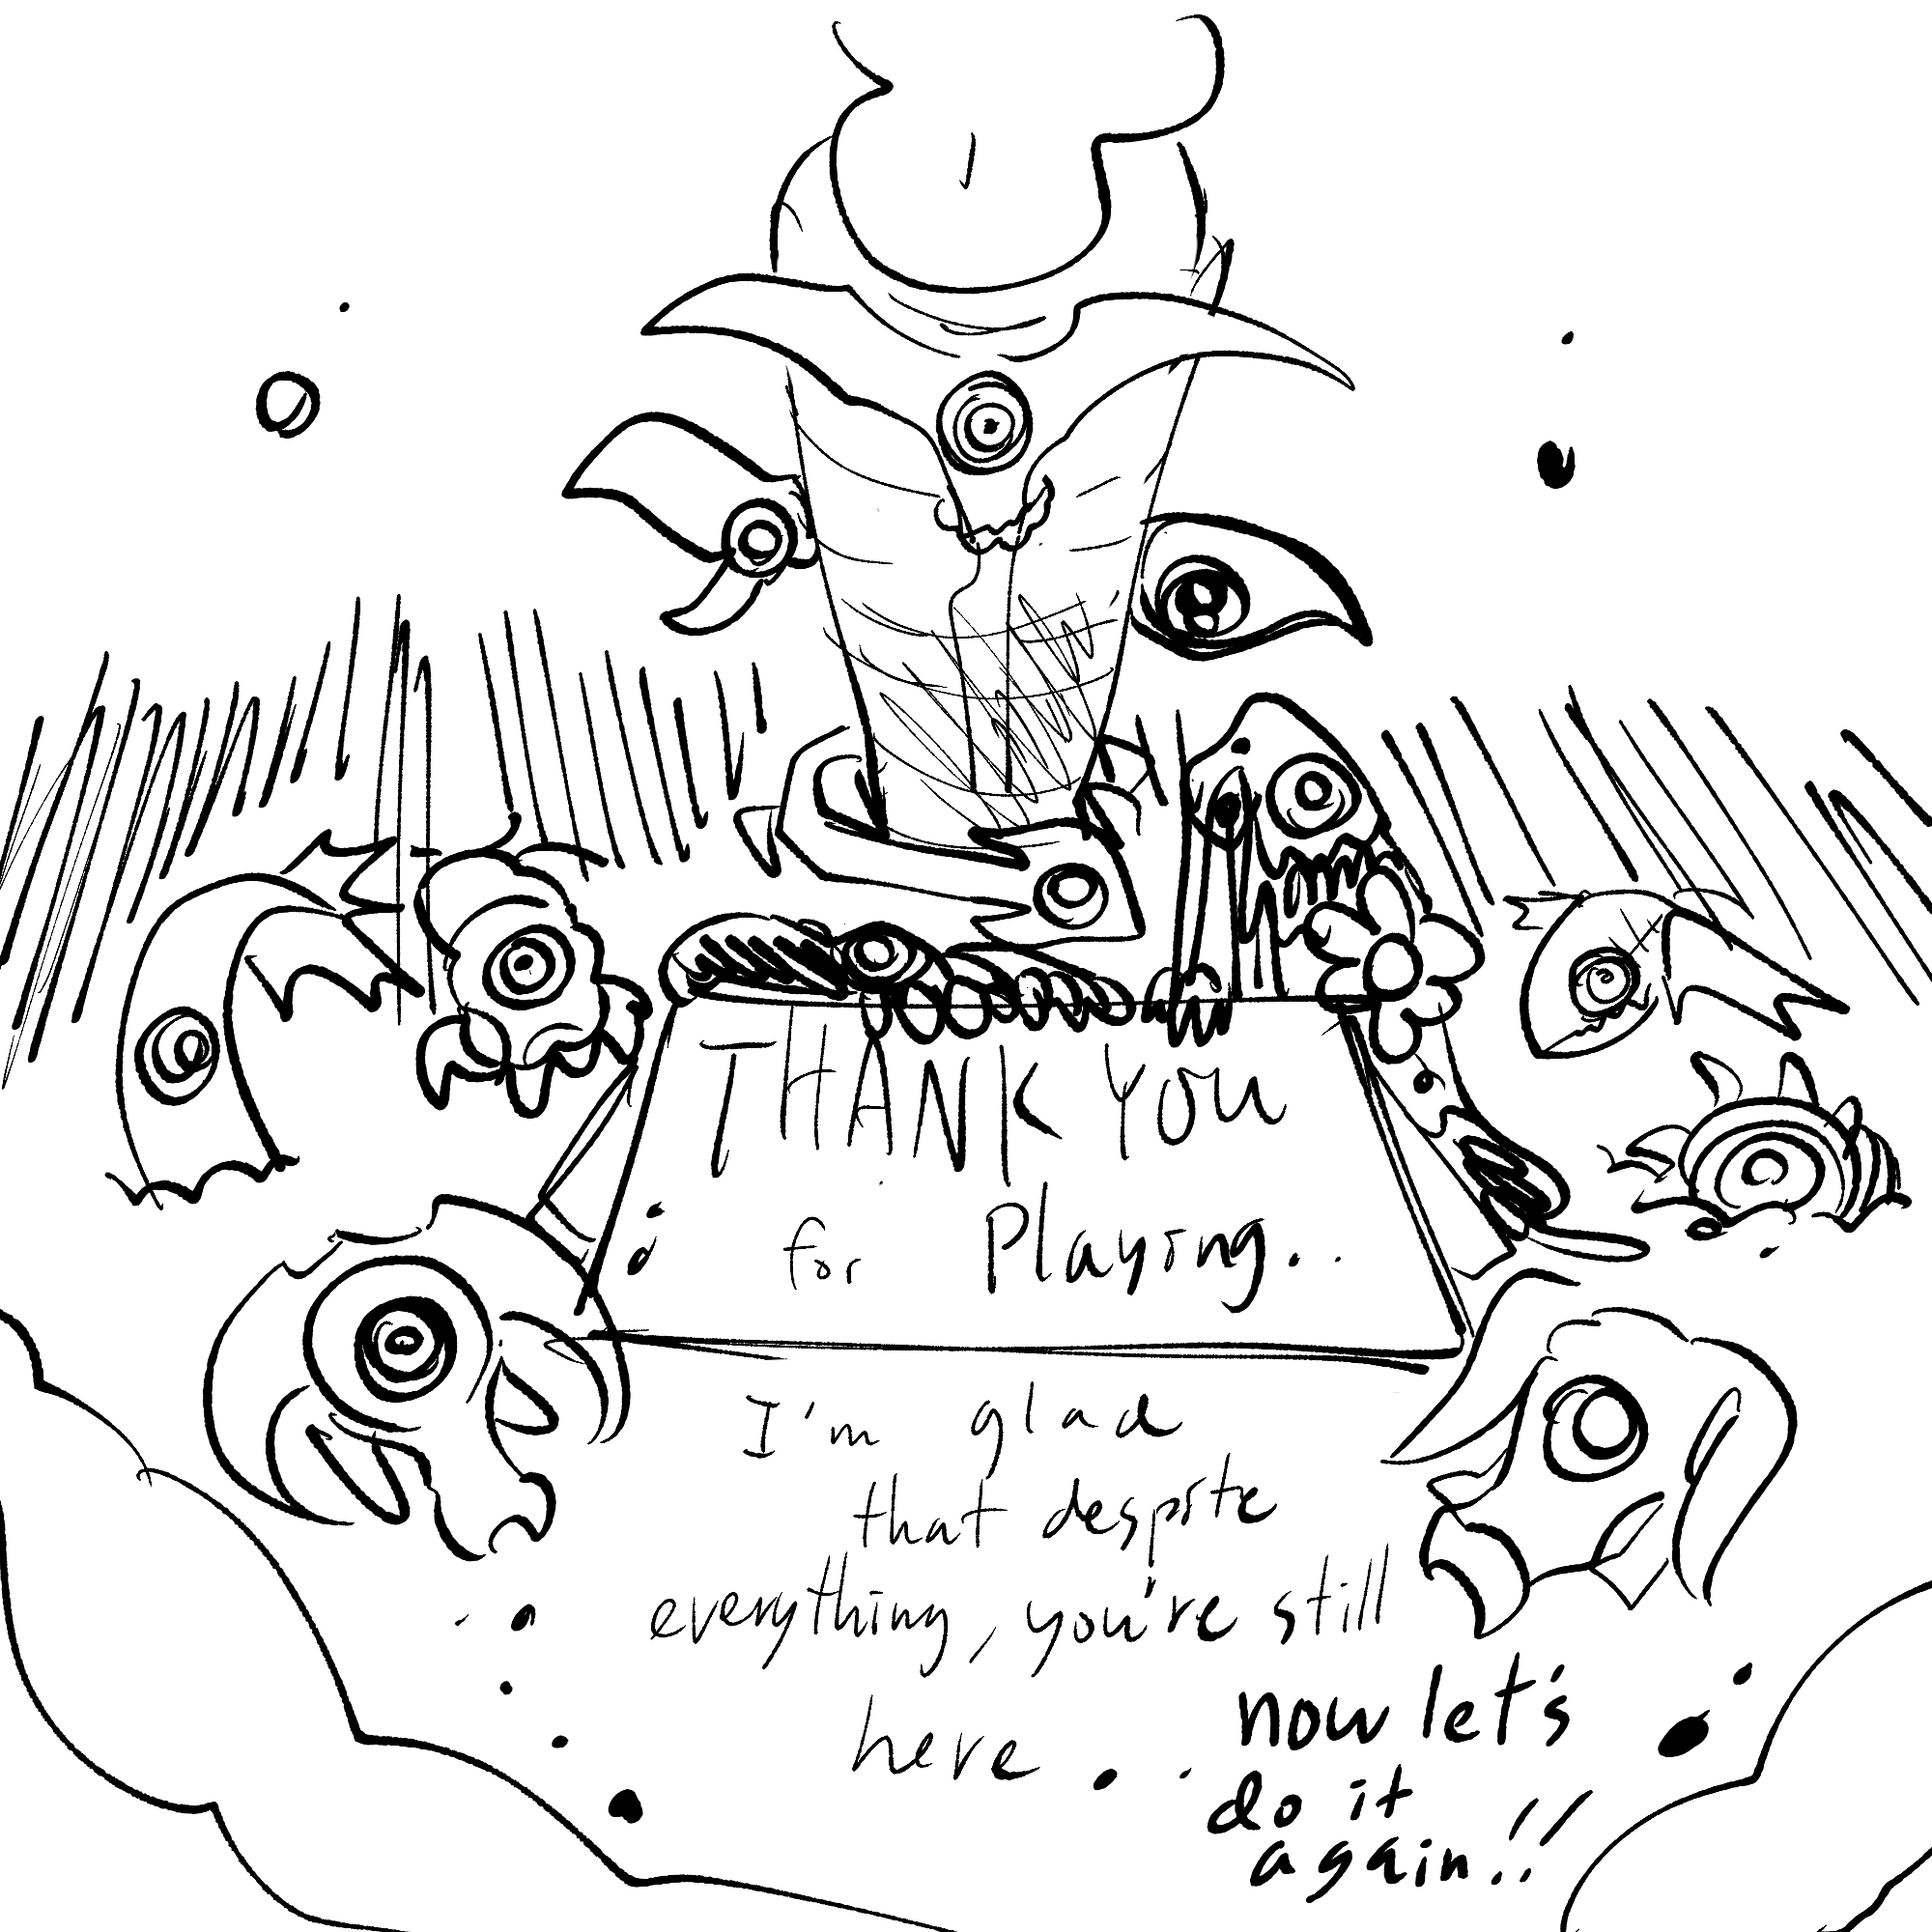 THANK YOU
for Playing..
I'm glad
that despite
everything, you're still
here..
now let's
do it
again!!